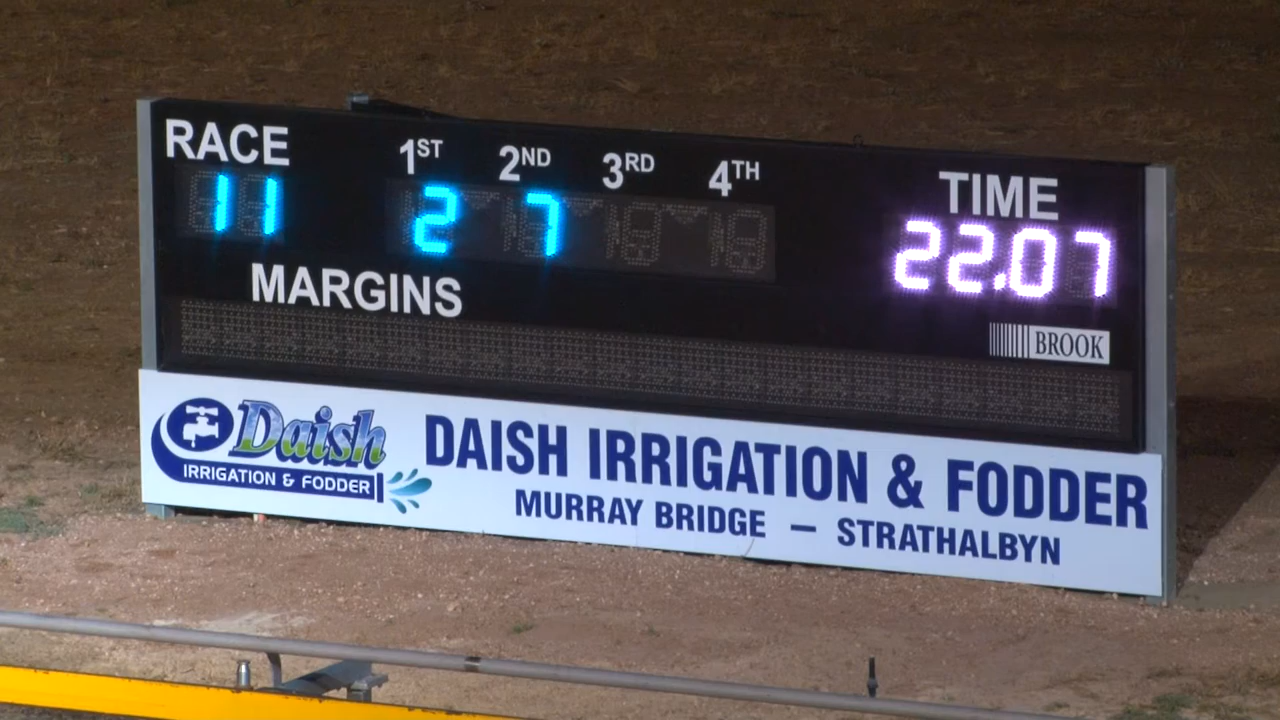 RACE 1ST 2ND 3RD 4TH TIME
11 2 7 22.07
MARGINS
BROOK
Daish
IRRIGATION & FODDER
DAISH IRRIGATION & FODDER
MURRAY BRIDGE – STRATHALBYN